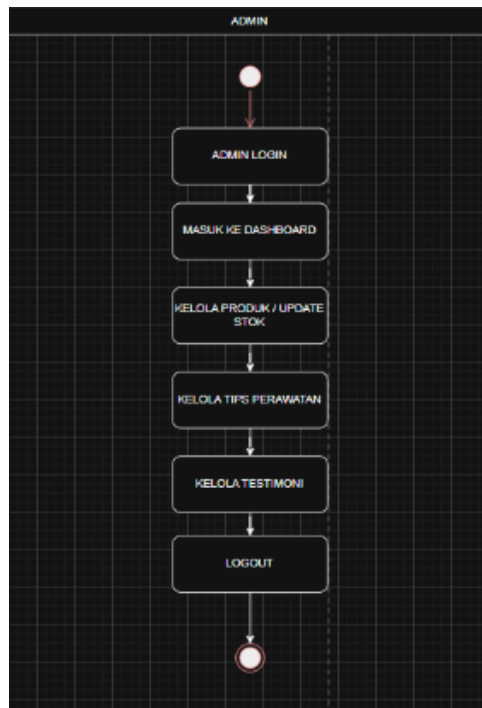 ADMIN
ADMIN LOGIN
MASUK KE DASHBOARD
KELOLA PRODUK / UPDATE
STOK
KELOLA TIPS PERAWATAN
KELOLA TESTIMONI
LOGOUT